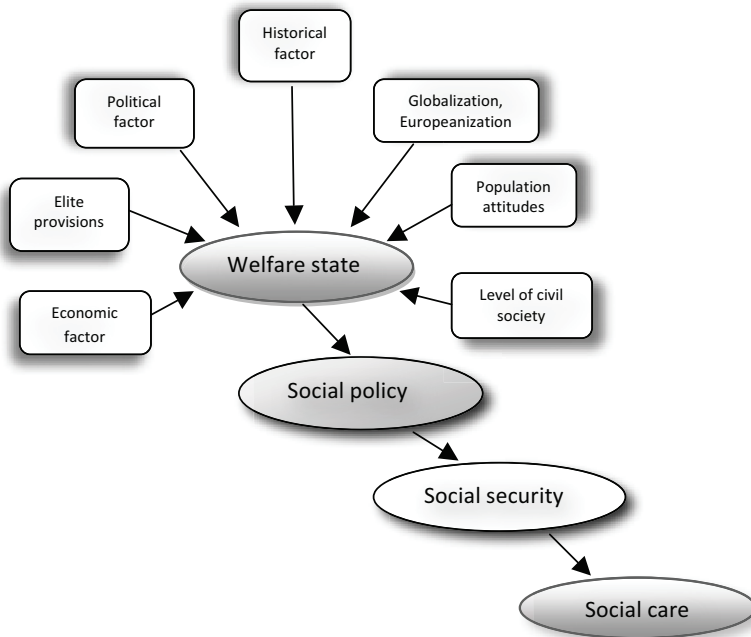 Historical
factor
Political
factor
Globalization,
Europeanization
Elite
provisions
Population
attitudes
Welfare state
Economic
factor
Level of civil
society
Social policy
Social security
Social care